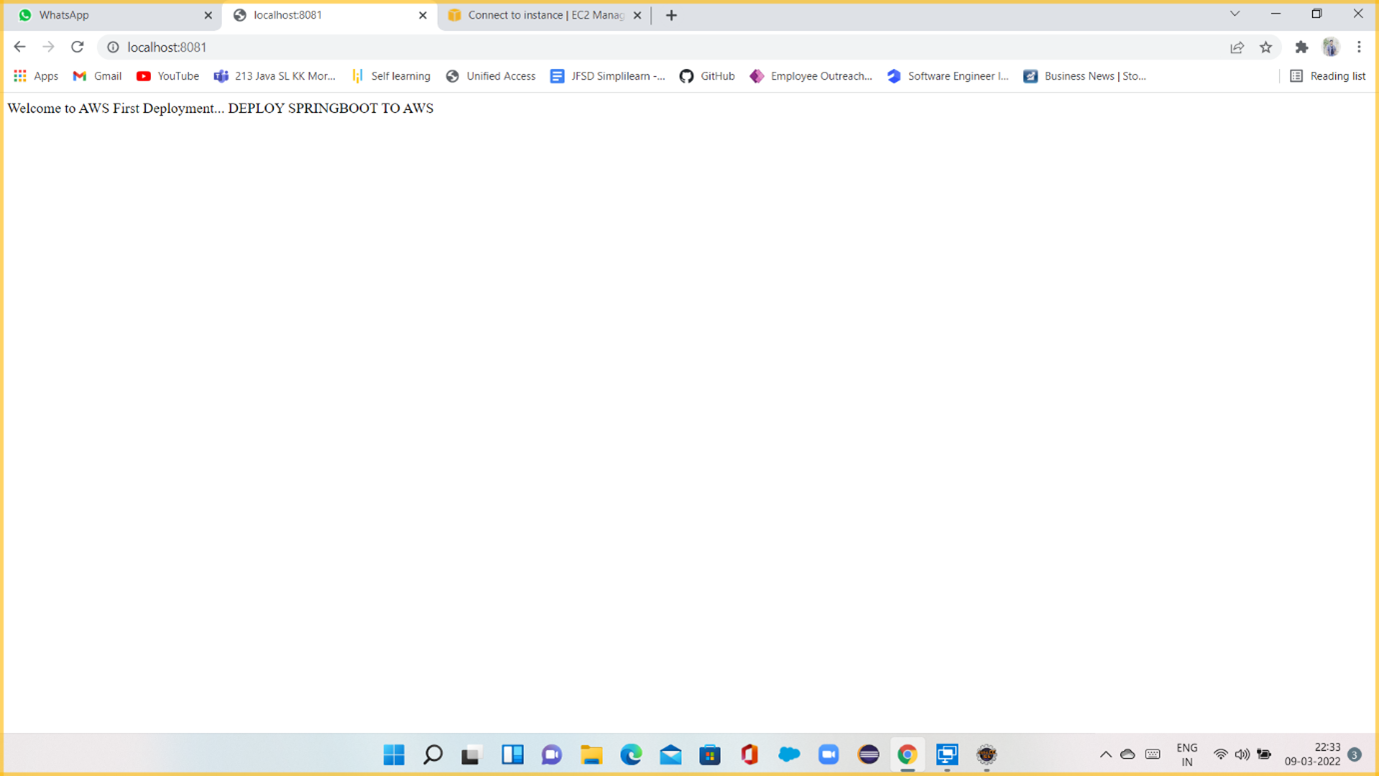 WhatsApp
localhost:8081
Connect to instance | EC2 Manag
localhost:8081
Apps
Gmail
YouTube
213 Java SL KK Mor...
Self learning
Unified Access
JFSD Simplilearn -...
GitHub
Employee Outreach...
Software Engineer I...
Business News | Sto...
Reading list
Welcome to AWS First Deployment... DEPLOY SPRINGBOOT TO AWS
ENG
IN
22:33
09-03-2022
3